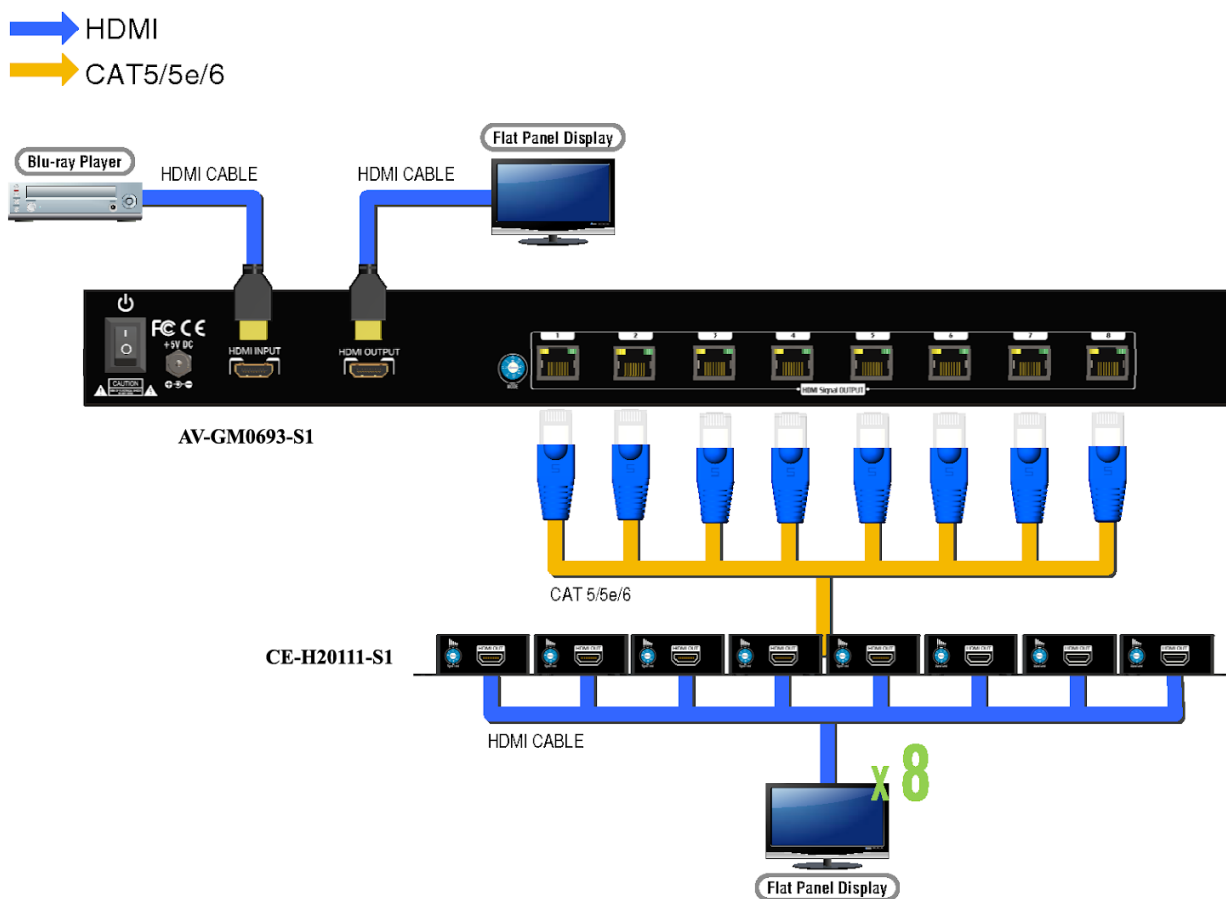 HDMI
CAT5/5e/6
Flat Panel Display
Blu-ray Player
HDMI CABLE
HDMI CABLE
FC CE
+5V DC
HDMI INPUT
HDMI OUTPUT
1 2 3 4 5 6 7 8
CAUTION
HDMI Signal OUTPUT
AV-GM0693-S1
CAT 5/5e/6
CE-H20111-S1
HDMI OUT HDMI OUT HDMI OUT HDMI OUT HDMI OUT HDMI OUT HDMI OUT HDMI OUT
HDMI CABLE
x 8
Flat Panel Display